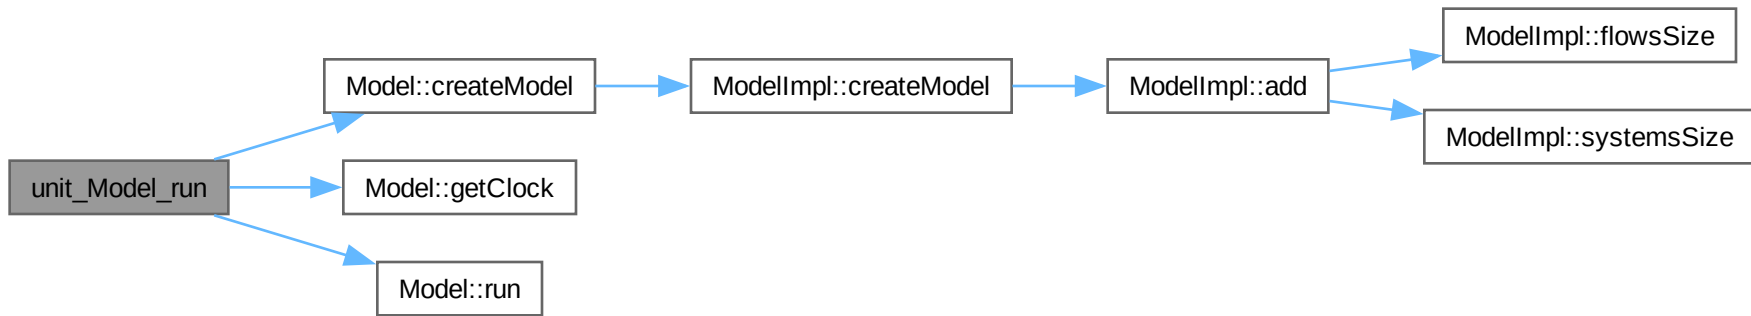 unit_Model_run
Model::createModel
ModelImpl::createModel
ModelImpl::add
ModelImpl::flowsSize
ModelImpl::systemsSize
Model::getClock
Model::run